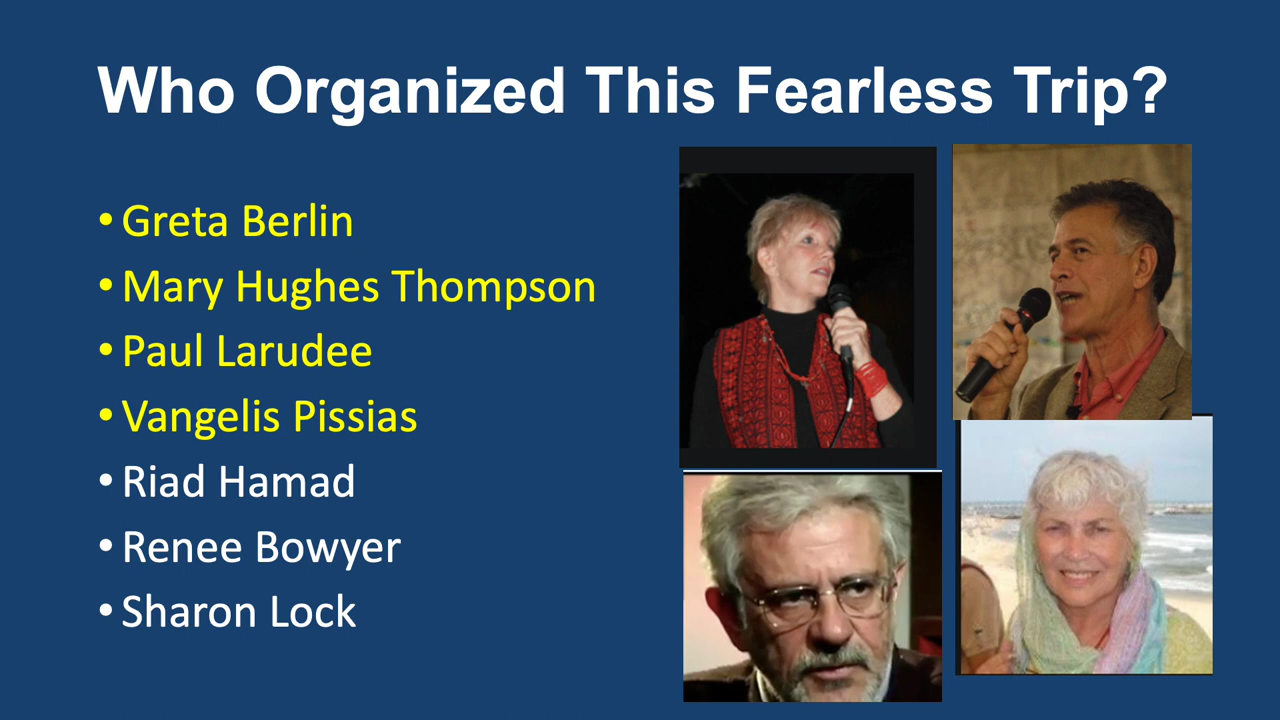 Who Organized This Fearless Trip?
• Greta Berlin
• Mary Hughes Thompson
• Paul Larudee
• Vangelis Pissias
• Riad Hamad
• Renee Bowyer
• Sharon Lock